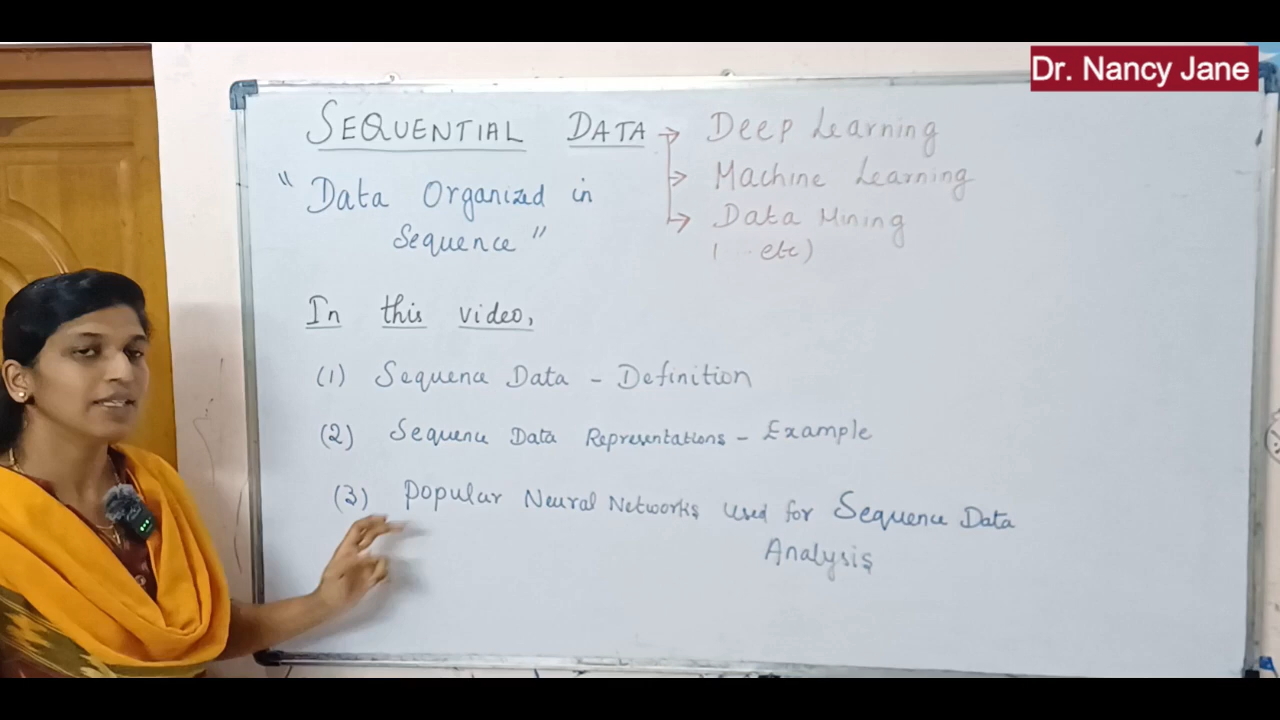 Dr. Nancy Jane
SEQUENTIAL DATA → Deep Learning
→ Machine Learning
" Data Organized in
→ Data Mining
Sequence "
etc)
In this video,
(1) Sequence Data - Definition
(2) Sequence Data Representations - Example
(3) Popular Neural Networks used for Sequence Data
Analysis